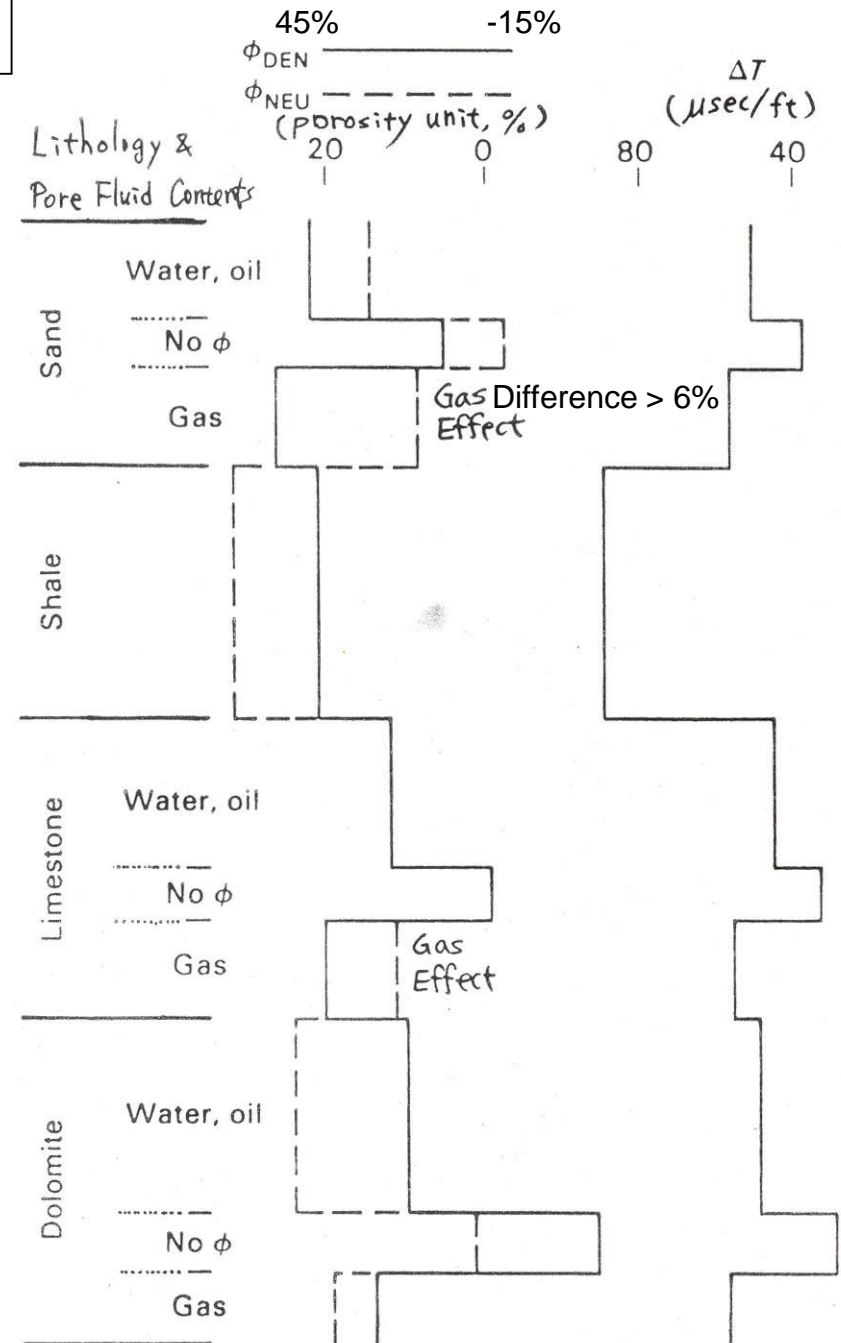 45% -15%
ϕDEN
ϕNEU
(porosity unit, %)
ΔT
(μsec/ft)
Lithology &
Pore Fluid Contents
20 0 80 40
Sand
Water, oil
No ϕ
Gas
Gas Difference > 6%
Effect
Shale
Limestone
Water, oil
No ϕ
Gas
Gas
Effect
Dolomite
Water, oil
No ϕ
Gas